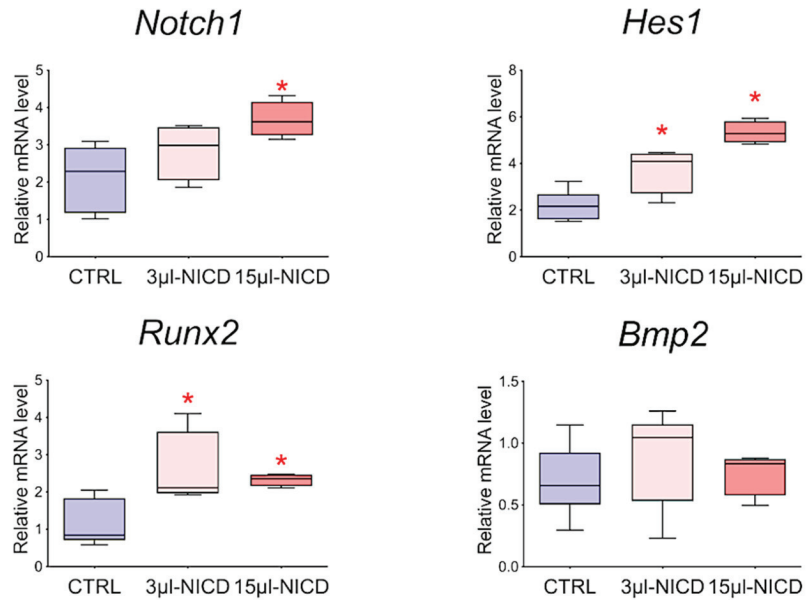 Notch1
Relative mRNA level
5
4
3
2
1
0
*
CTRL 3µl-NICD 15µl-NICD
Hes1
Relative mRNA level
8
6
4
2
0
* *
CTRL 3µl-NICD 15µl-NICD
Runx2
Relative mRNA level
5
4
3
2
1
0
* *
CTRL 3µl-NICD 15µl-NICD
Bmp2
Relative mRNA level
1.5
1.0
0.5
0.0
CTRL 3µl-NICD 15µl-NICD